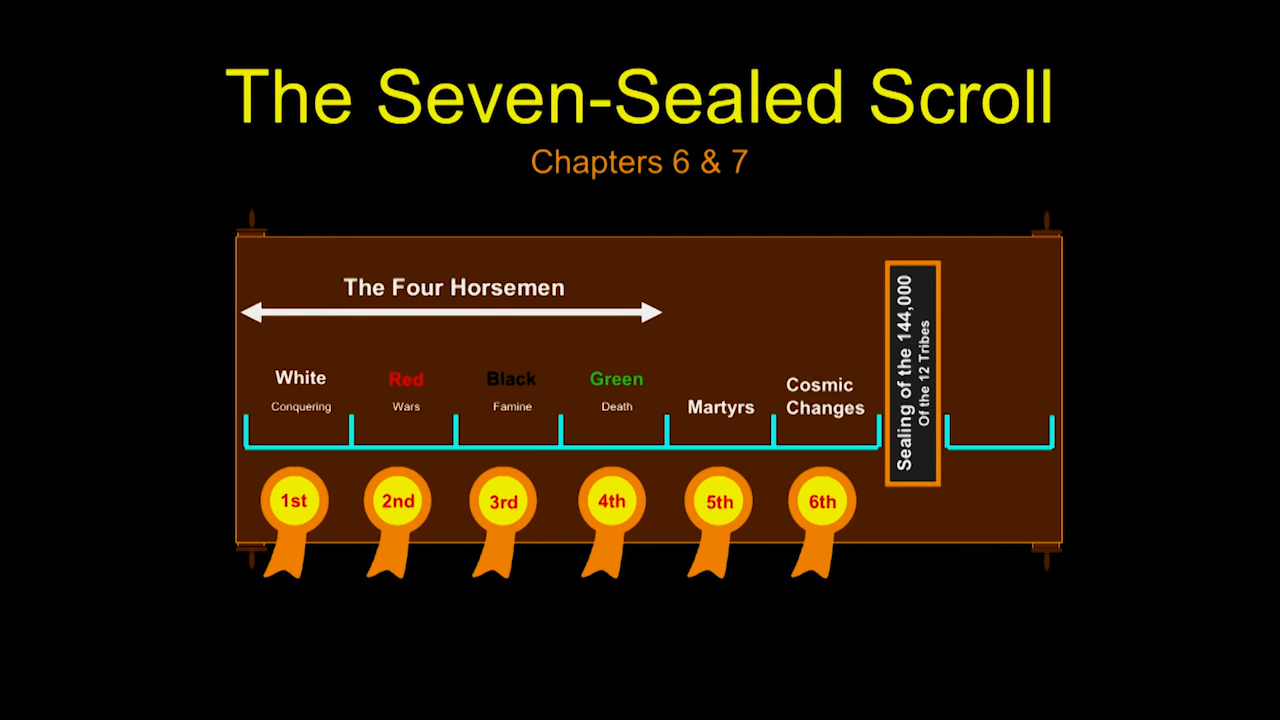 The Seven-Sealed Scroll
Chapters 6 & 7
The Four Horsemen
White
Conquering
Red
Wars
Black
Famine
Green
Death
Martyrs
Cosmic
Changes
Sealing of the 144,000
Of the 12 Tribes
1st
2nd
3rd
4th
5th
6th